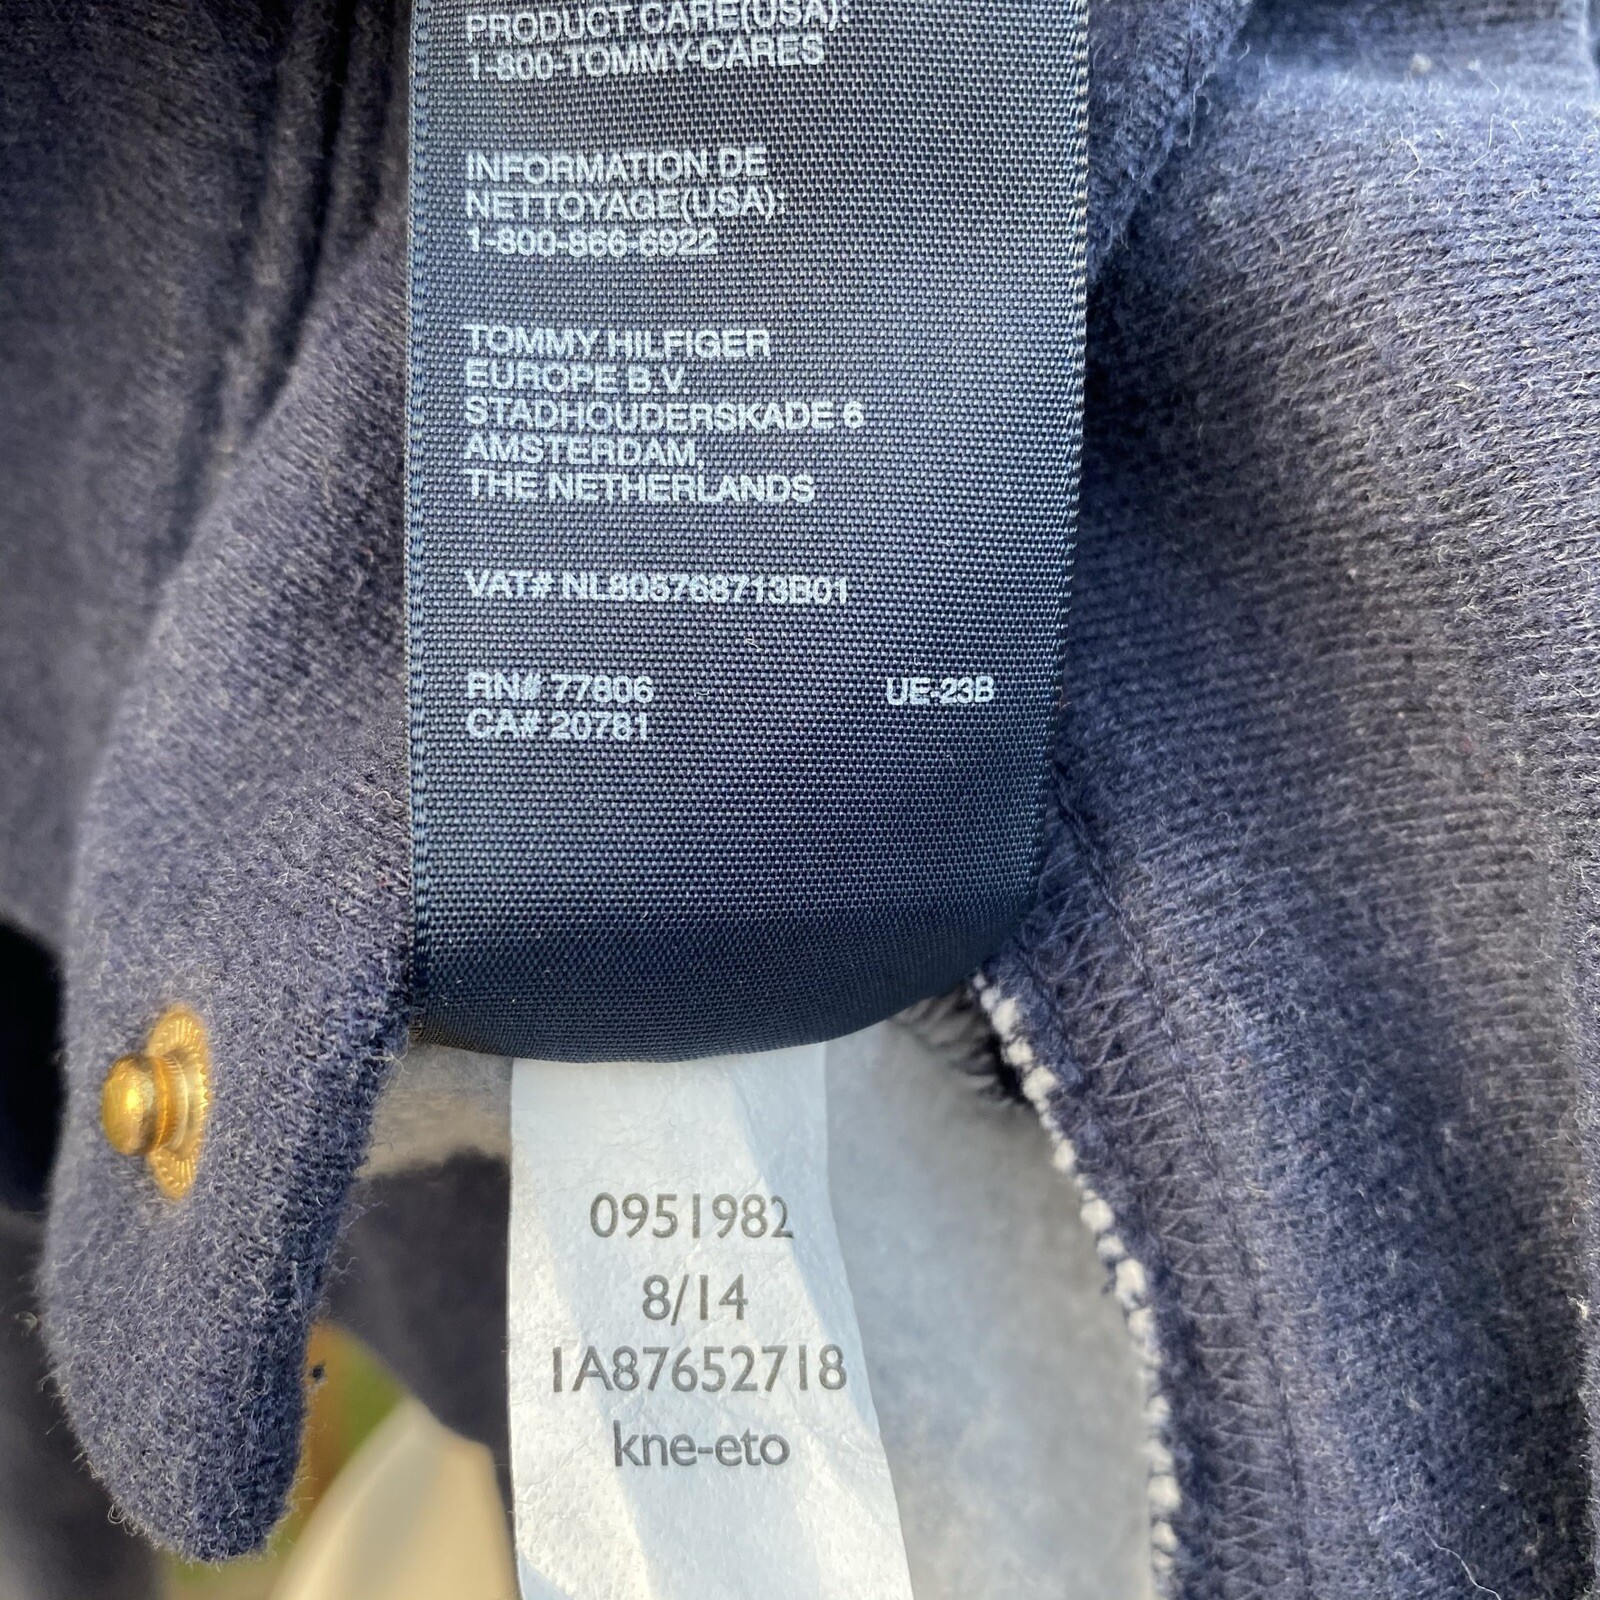 PRODUCT CARE(USA):
1-800-TOMMY-CARES
INFORMATION DE
NETTOYAGE(USA):
1-800-866-6922
TOMMY HILFIGER
EUROPE B.V.
STADHOUDERSKADE 6
AMSTERDAM,
THE NETHERLANDS
VAT# NL805768713B01
RN# 77806 UE-23B
CA# 20781
0951982
8/14
1A87652718
kne-eto